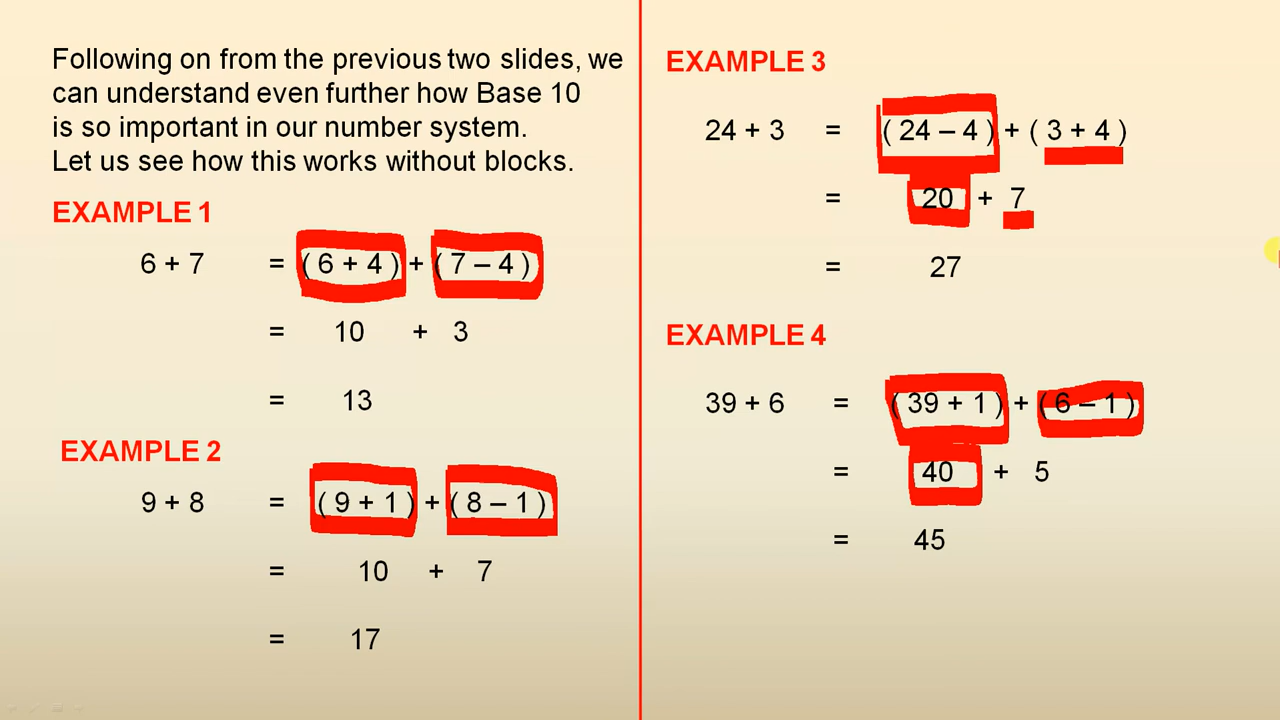 Following on from the previous two slides, we
can understand even further how Base 10
is so important in our number system.
Let us see how this works without blocks.
EXAMPLE 1
6 + 7 = ( 6 + 4 ) + ( 7 – 4 )
= 10 + 3
= 13
EXAMPLE 2
9 + 8 = ( 9 + 1 ) + ( 8 – 1 )
= 10 + 7
= 17
EXAMPLE 3
24 + 3 = ( 24 – 4 ) + ( 3 + 4 )
= 20 + 7
= 27
EXAMPLE 4
39 + 6 = ( 39 + 1 ) + ( 6 – 1 )
= 40 + 5
= 45